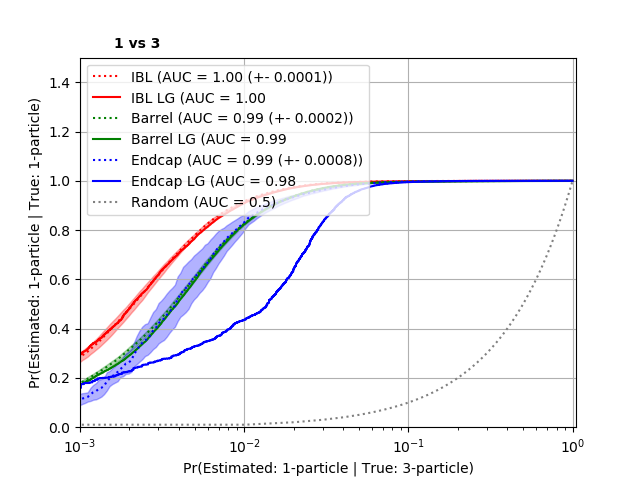 1 vs 3
IBL (AUC = 1.00 (+- 0.0001))
IBL LG (AUC = 1.00
Barrel (AUC = 0.99 (+- 0.0002))
Barrel LG (AUC = 0.99
Endcap (AUC = 0.99 (+- 0.0008))
Endcap LG (AUC = 0.98
Random (AUC = 0.5)
Pr(Estimated: 1-particle | True: 1-particle)
1.4
1.2
1.0
0.8
0.6
0.4
0.2
0.0
10⁻³ 10⁻² 10⁻¹ 10⁰
Pr(Estimated: 1-particle | True: 3-particle)